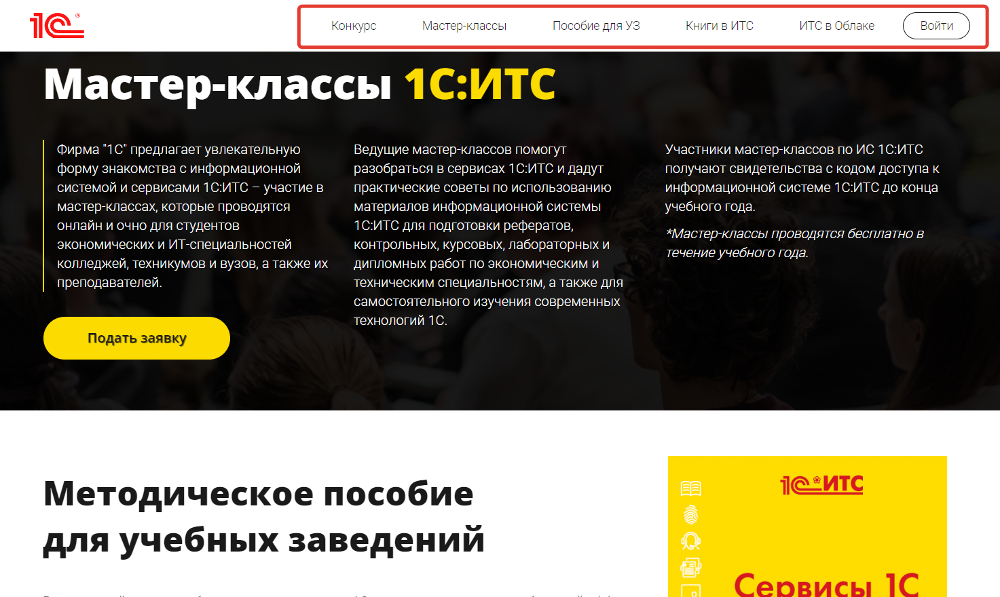 1С®
Конкурс
Мастер-классы
Пособие для УЗ
Книги в ИТС
ИТС в Облаке
Войти
Мастер-классы 1С:ИТС
Фирма "1С" предлагает увлекательную
форму знакомства с информационной
системой и сервисами 1С:ИТС – участие в
мастер-классах, которые проводятся
онлайн и очно для студентов
экономических и ИТ-специальностей
колледжей, техникумов и вузов, а также их
преподавателей.
Подать заявку
Ведущие мастер-классов помогут
разобраться в сервисах 1С:ИТС и дадут
практические советы по использованию
материалов информационной системы
1С:ИТС для подготовки рефератов,
контрольных, курсовых, лабораторных и
дипломных работ по экономическим и
техническим специальностям, а также для
самостоятельного изучения современных
технологий 1С.
Участники мастер-классов по ИС 1С:ИТС
получают свидетельства с кодом доступа к
информационной системе 1С:ИТС до конца
учебного года.
*Мастер-классы проводятся бесплатно в
течение учебного года.
Методическое пособие
для учебных заведений
1С ИТС
Сервисы 1С